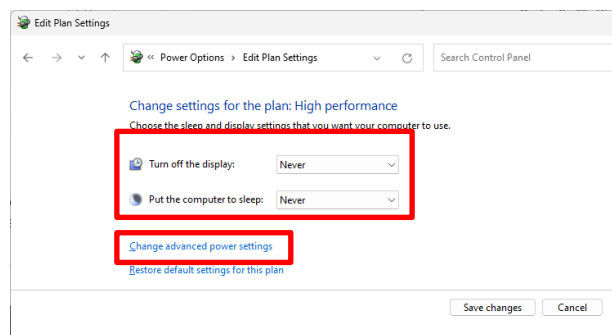 Edit Plan Settings
« Power Options › Edit Plan Settings
Search Control Panel
Change settings for the plan: High performance
Choose the sleep and display settings that you want your computer to use.
Turn off the display: Never
Put the computer to sleep: Never
Change advanced power settings
Restore default settings for this plan
Save changes Cancel